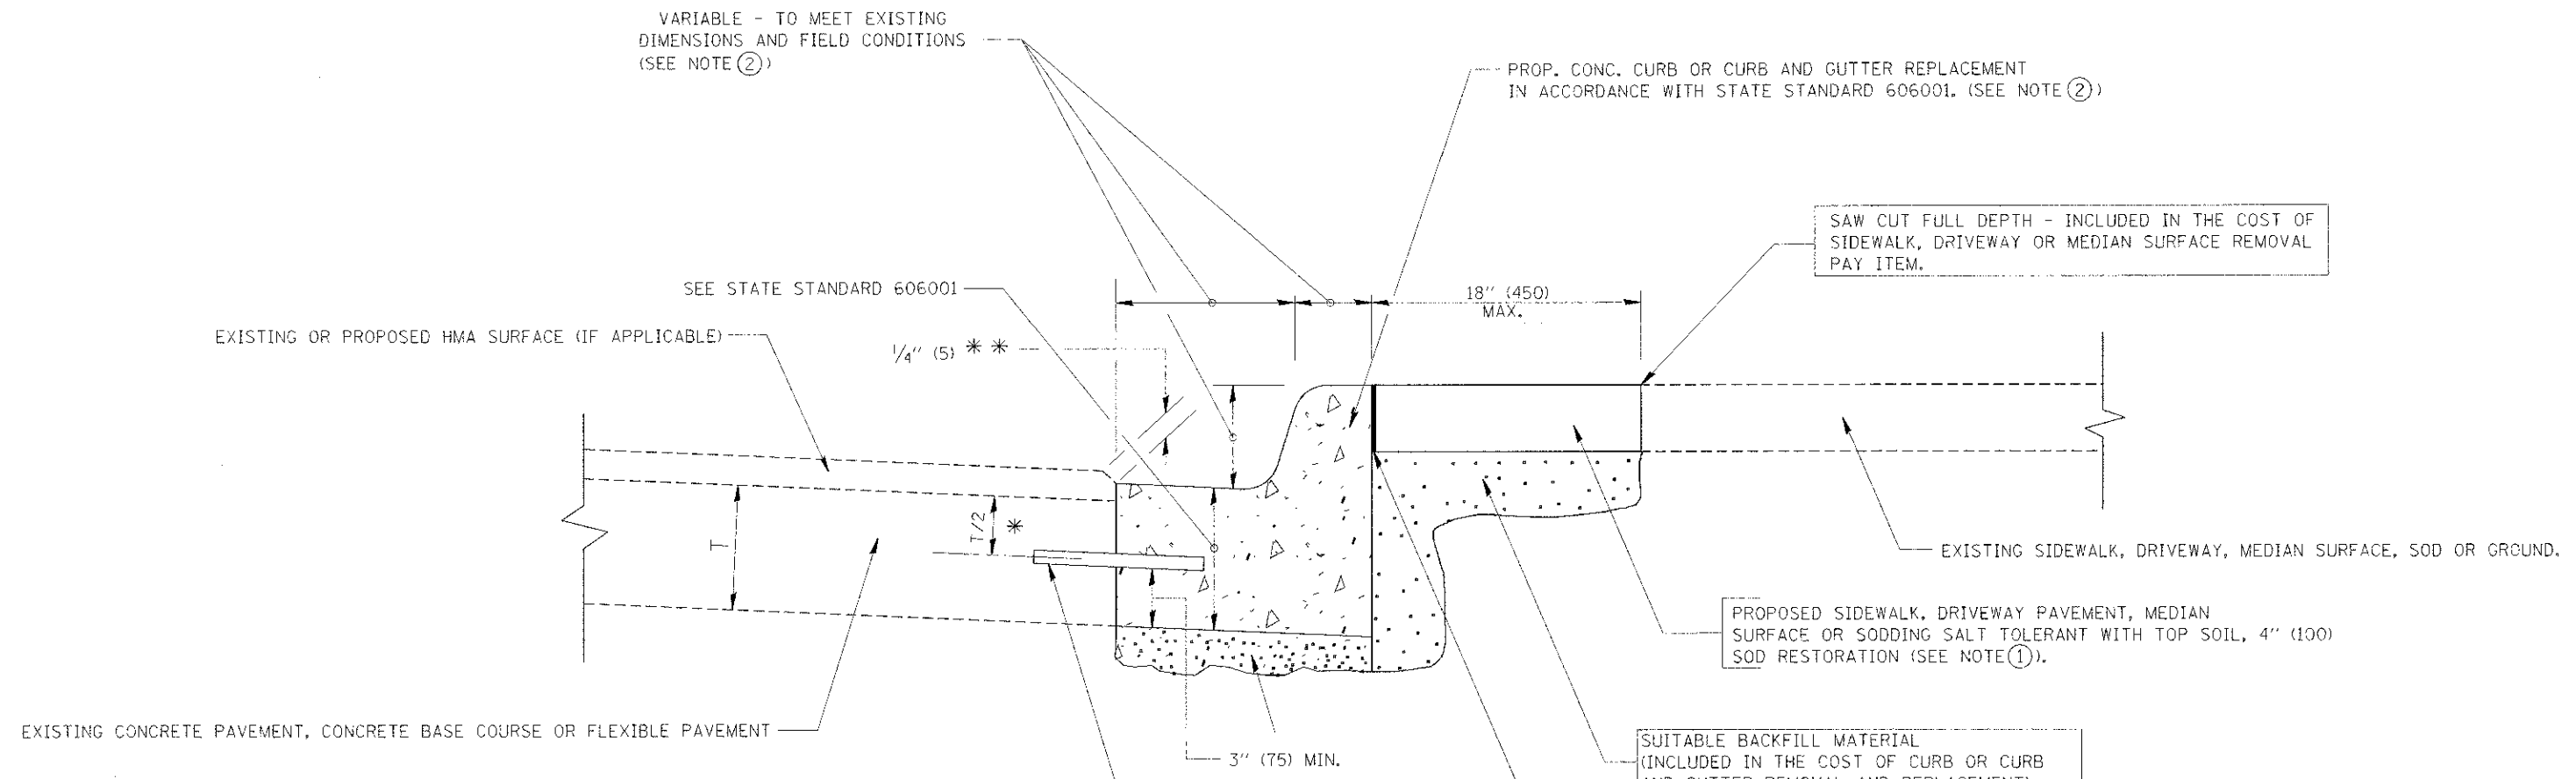 VARIABLE - TO MEET EXISTING
DIMENSIONS AND FIELD CONDITIONS
(SEE NOTE ②)
PROP. CONC. CURB OR CURB AND GUTTER REPLACEMENT
IN ACCORDANCE WITH STATE STANDARD 606001. (SEE NOTE ②)
SAW CUT FULL DEPTH - INCLUDED IN THE COST OF
SIDEWALK, DRIVEWAY OR MEDIAN SURFACE REMOVAL
PAY ITEM.
SEE STATE STANDARD 606001
18" (450)
MAX.
EXISTING OR PROPOSED HMA SURFACE (IF APPLICABLE)
1/4" (5) * *
T
T/2 *
EXISTING SIDEWALK, DRIVEWAY, MEDIAN SURFACE, SOD OR GROUND.
PROPOSED SIDEWALK, DRIVEWAY PAVEMENT, MEDIAN
SURFACE OR SODDING SALT TOLERANT WITH TOP SOIL, 4" (100)
SOD RESTORATION (SEE NOTE ①).
EXISTING CONCRETE PAVEMENT, CONCRETE BASE COURSE OR FLEXIBLE PAVEMENT
3" (75) MIN.
SUITABLE BACKFILL MATERIAL
(INCLUDED IN THE COST OF CURB OR CURB
AND GUTTER REMOVAL AND REPLACEMENT)